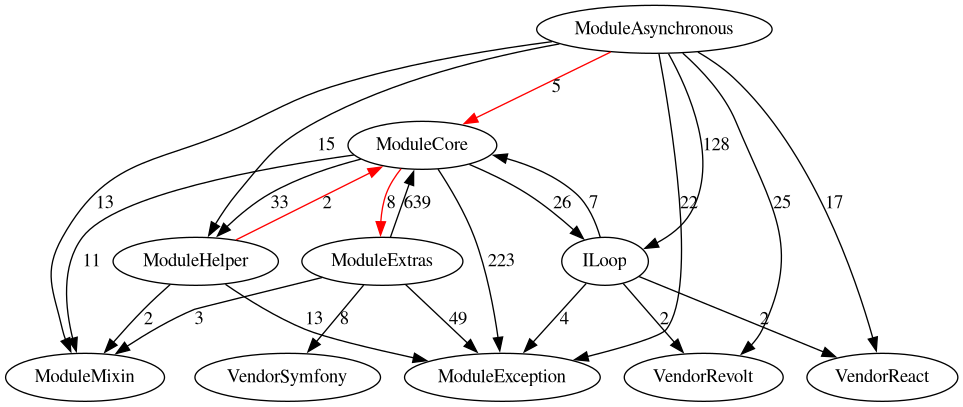 ModuleAsynchronous
5
ModuleCore
15
128
13
33
2
8
639
26
7
22
25
17
11
ModuleHelper
ModuleExtras
223
ILoop
2
3
13
8
49
4
2
2
ModuleMixin
VendorSymfony
ModuleException
VendorRevolt
VendorReact